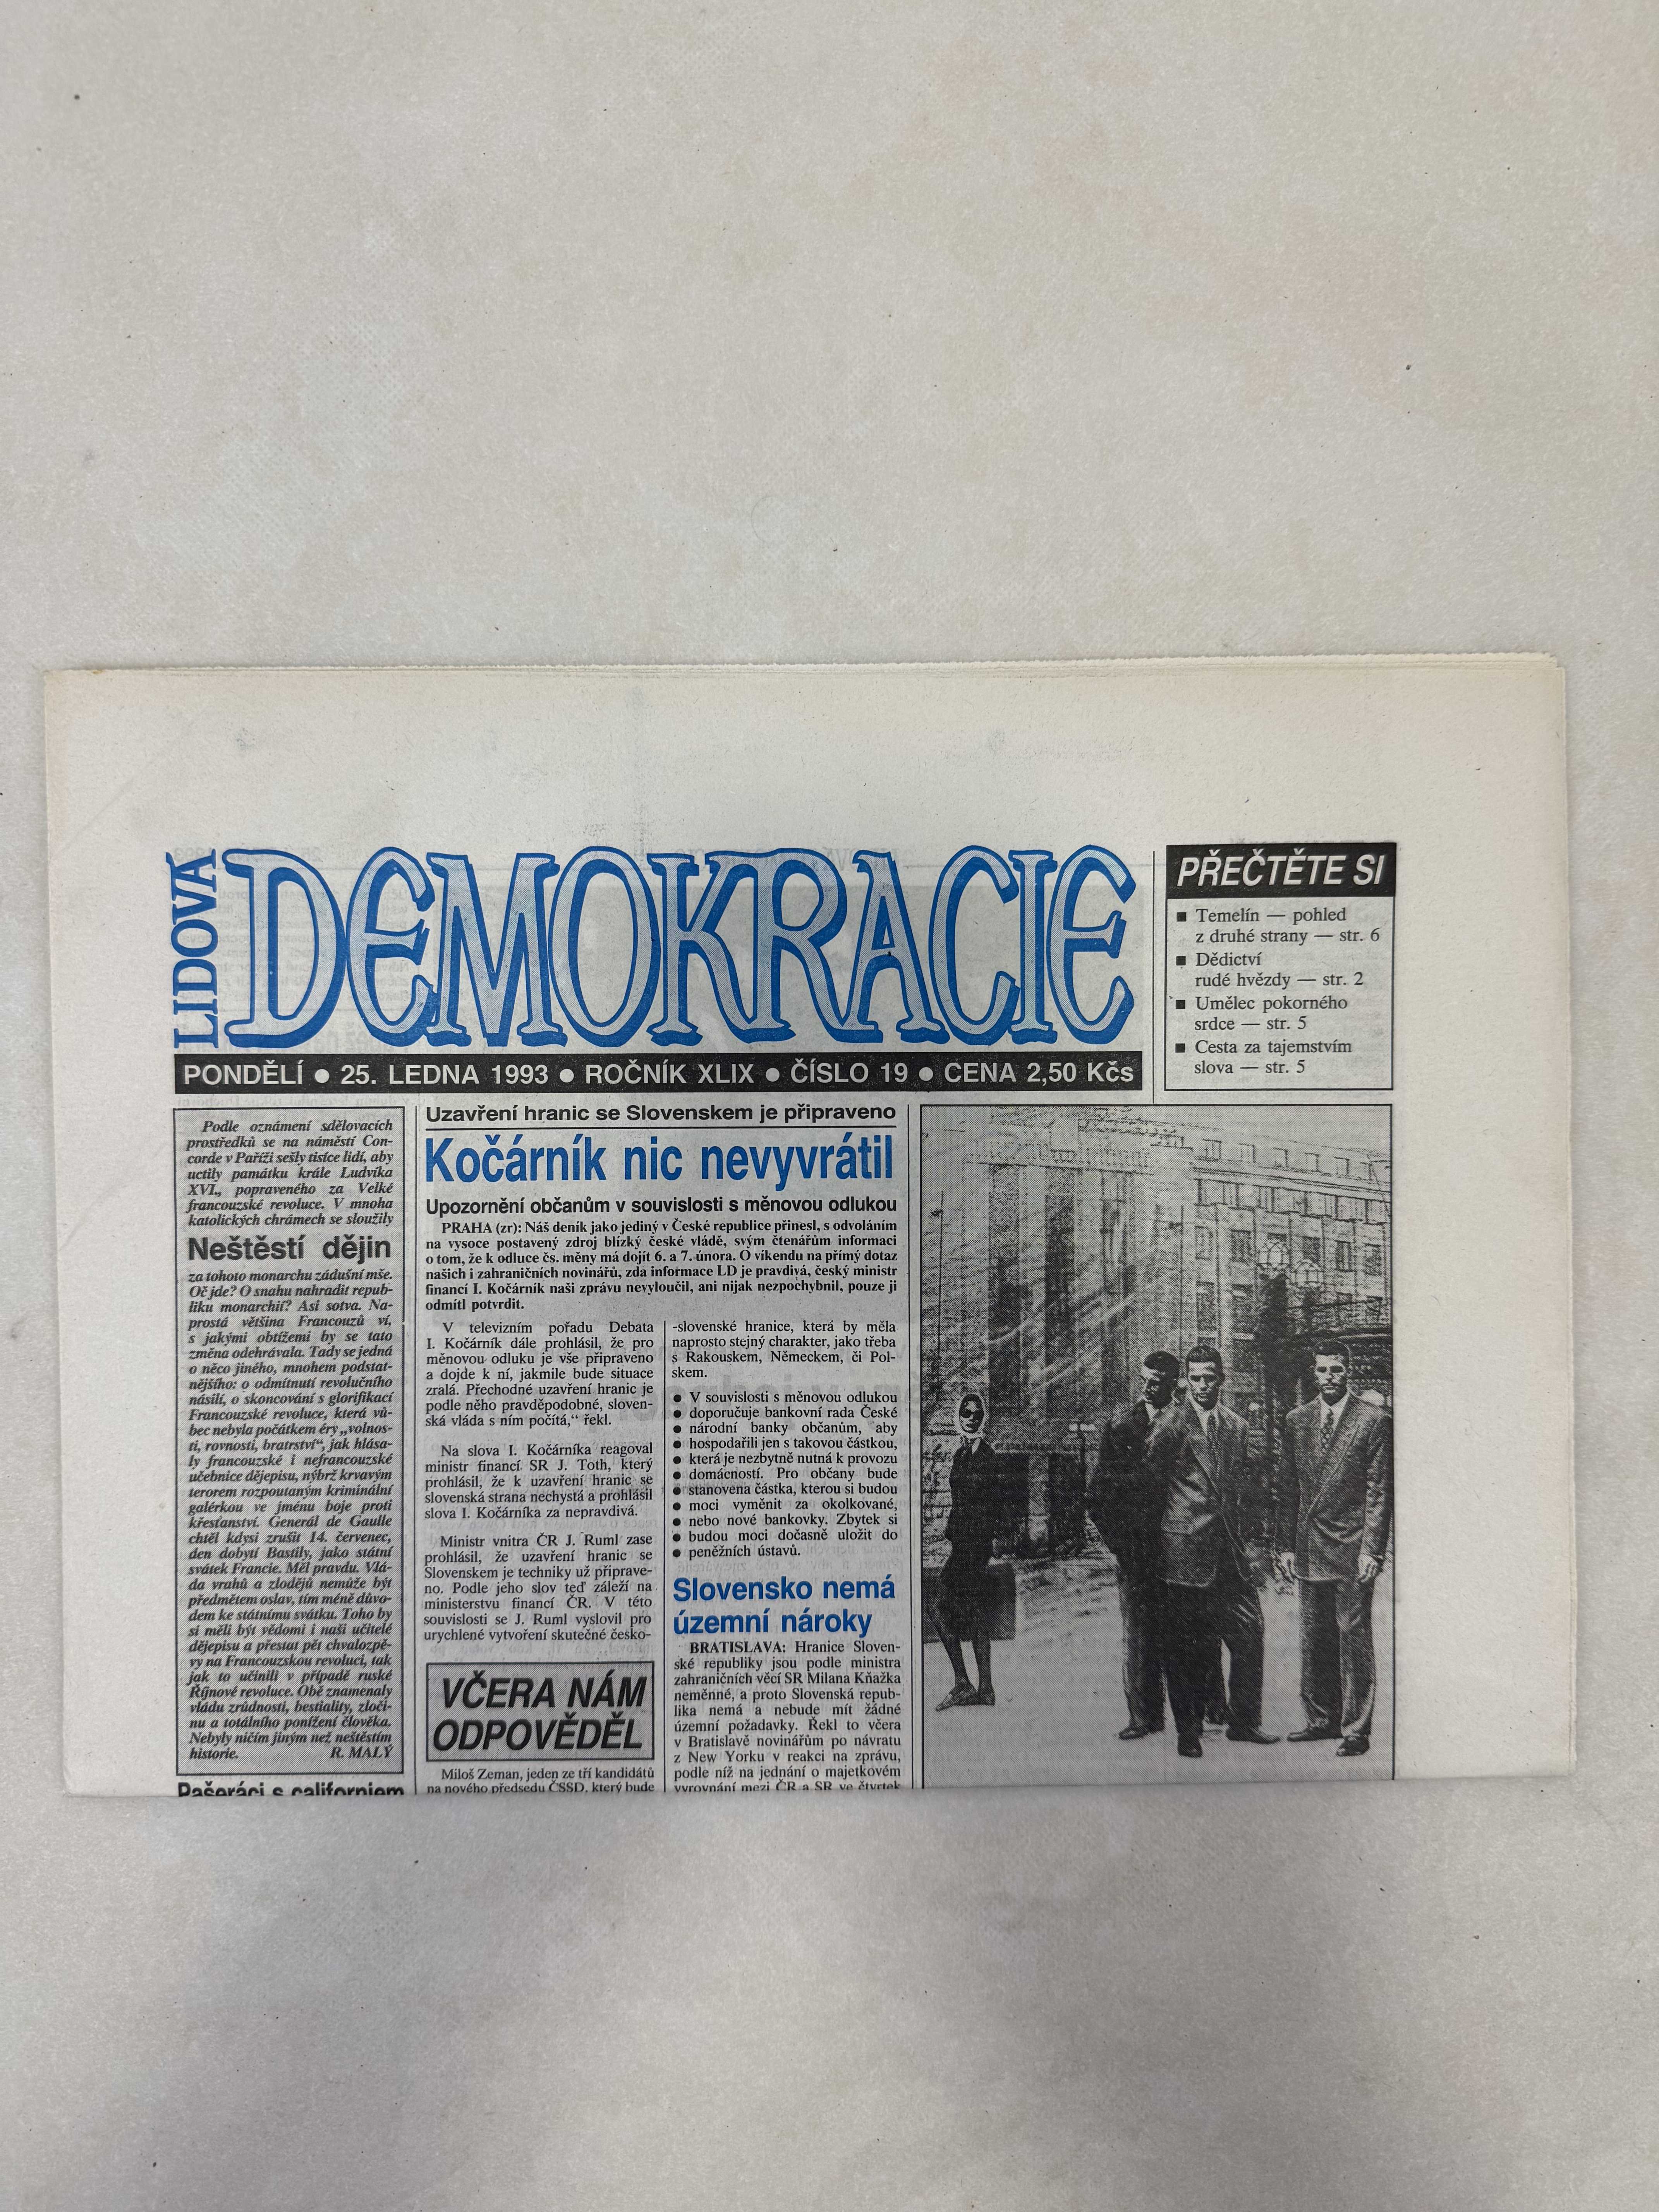 LIDOVÁ
DEMOKRACIE
PONDĚLÍ ● 25. LEDNA 1993 ● ROČNÍK XLIX ● ČÍSLO 19 ● CENA 2,50 Kčs
PŘEČTĚTE SI
■ Temelín — pohled
z druhé strany — str. 6
■ Dědictví
rudé hvězdy — str. 2
■ Umělec pokorného
srdce — str. 5
■ Cesta za tajemstvím
slova — str. 5
Podle oznámení sdělovacích
prostředků se na náměstí Con-
corde v Paříži sešly tisíce lidí, aby
uctily památku krále Ludvíka
XVI., popraveného za Velké
francouzské revoluce. V mnoha
katolických chrámech se sloužily
Neštěstí dějin
za tohoto monarchu zádušní mše.
Oč jde? O snahu nahradit repub-
liku monarchií? Asi sotva. Na-
prostá většina Francouzů ví,
s jakými obtížemi by se tato
změna odehrávala. Tady se jedná
o něco jiného, mnohem podstat-
nějšího: o odmítnutí revolučního
násilí, o skoncování s glorifikací
Francouzské revoluce, která vů-
bec nebyla počátkem éry „volnos-
ti, rovnosti, bratrství“, jak hlása-
ly francouzské i nefrancouzské
učebnice dějepisu, nýbrž krvavým
terorem rozpoutaným kriminální
galérkou ve jménu boje proti
křesťanství. Generál de Gaulle
chtěl kdysi zrušit 14. červenec,
den dobytí Bastily, jako státní
svátek Francie. Měl pravdu. Vlá-
da vrahů a zlodějů nemůže být
předmětem oslav, tím méně důvo-
dem ke státnímu svátku. Toho by
si měli být vědomi i naši učitelé
dějepisu a přestat pět chvalozpě-
vy na Francouzskou revoluci, tak
jak to učinili v případě ruské
Říjnové revoluce. Obě znamenaly
vládu zrůdnosti, bestiality, zloči-
nu a totálního ponížení člověka.
Nebyly ničím jiným než neštěstím
historie. R. MALÝ
Pašeráci s californiem
Uzavření hranic se Slovenskem je připraveno
Kočárník nic nevyvrátil
Upozornění občanům v souvislosti s měnovou odlukou
PRAHA (zr): Náš deník jako jediný v České republice přinesl, s odvoláním
na vysoce postavený zdroj blízký české vládě, svým čtenářům informaci
o tom, že k odluce čs. měny má dojít 6. a 7. února. O víkendu na přímý dotaz
našich i zahraničních novinářů, zda informace LD je pravdivá, český ministr
financí I. Kočárník naši zprávu nevyloučil, ani nijak nezpochybnil, pouze ji
odmítl potvrdit.
V televizním pořadu Debata
I. Kočárník dále prohlásil, že pro
měnovou odluku je vše připraveno
a dojde k ní, jakmile bude situace
zralá. Přechodné uzavření hranic je
podle něho pravděpodobné, sloven-
ská vláda s ním počítá,“ řekl.
Na slova I. Kočárníka reagoval
ministr financí SR J. Toth, který
prohlásil, že k uzavření hranic se
slovenská strana nechystá a prohlásil
slova I. Kočárníka za nepravdivá.
Ministr vnitra ČR J. Ruml zase
prohlásil, že uzavření hranic se
Slovenskem je techniky už připrave-
no. Podle jeho slov teď záleží na
ministerstvu financí ČR. V této
souvislosti se J. Ruml vyslovil pro
urychlené vytvoření skutečné česko-
VČERA NÁM
ODPOVĚDĚL
Miloš Zeman, jeden ze tří kandidátů
na nového předsedu ČSSD, který bude
-slovenské hranice, která by měla
naprosto stejný charakter, jako třeba
s Rakouskem, Německem, či Pol-
skem.
● V souvislosti s měnovou odlukou
● doporučuje bankovní rada České
● národní banky občanům, aby
● hospodařili jen s takovou částkou,
● která je nezbytně nutná k provozu
● domácností. Pro občany bude
● stanovena částka, kterou si budou
● moci vyměnit za okolkované,
● nebo nové bankovky. Zbytek si
● budou moci dočasně uložit do
● peněžních ústavů.
Slovensko nemá
územní nároky
BRATISLAVA: Hranice Sloven-
ské republiky jsou podle ministra
zahraničních věcí SR Milana Kňažka
neměnné, a proto Slovenská repub-
lika nemá a nebude mít žádné
územní požadavky. Řekl to včera
v Bratislavě novinářům po návratu
z New Yorku v reakci na zprávu,
podle níž na jednání o majetkovém
vyrovnání mezi ČR a SR ve čtvrtek